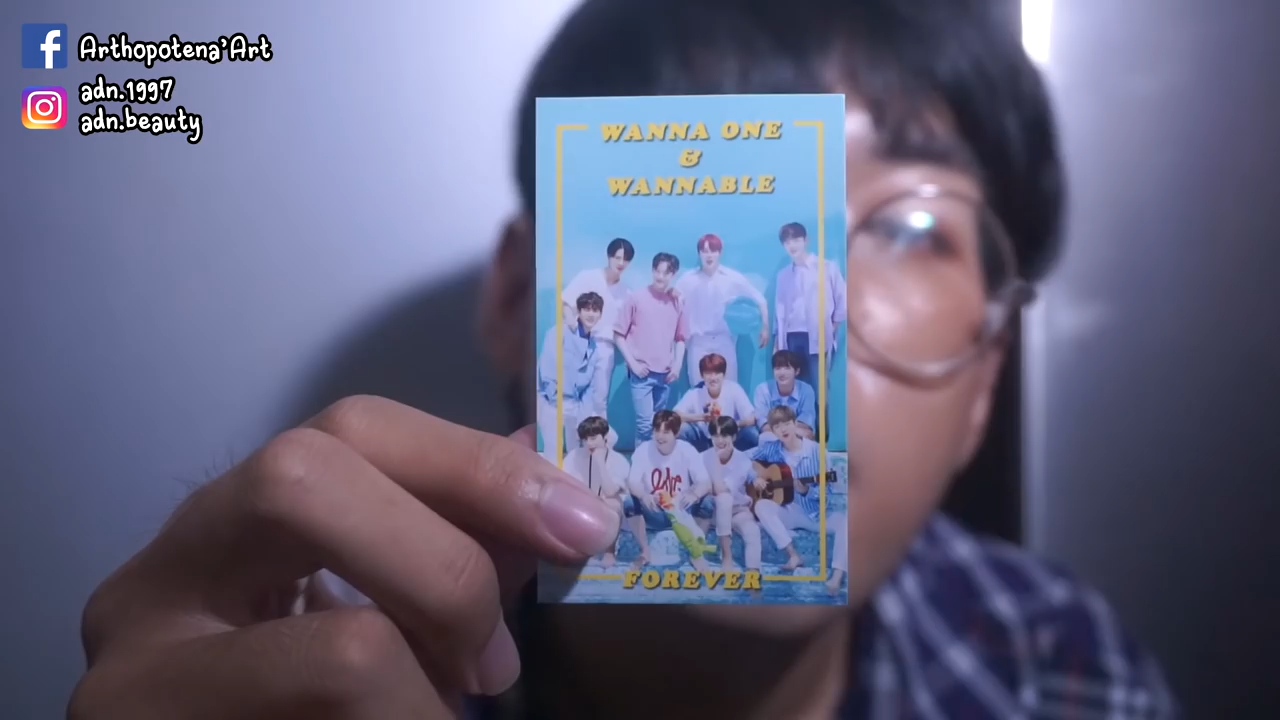 Arthopotena'Art
adn.1997
adn.beauty
WANNA ONE
&
WANNABLE
FOREVER